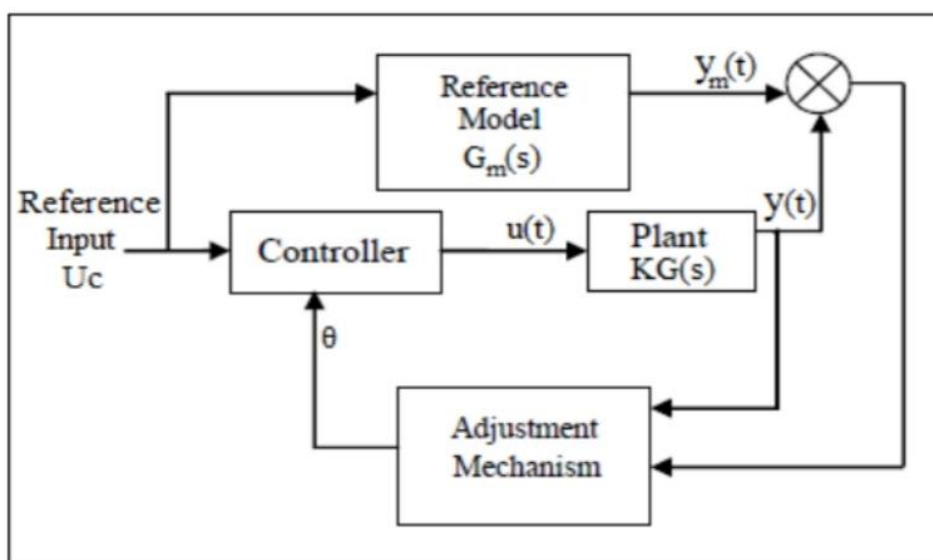 Reference
Model
Gₘ(s)
yₘ(t)
Reference
Input
Uc
Controller
u(t)
Plant
KG(s)
y(t)
θ
Adjustment
Mechanism